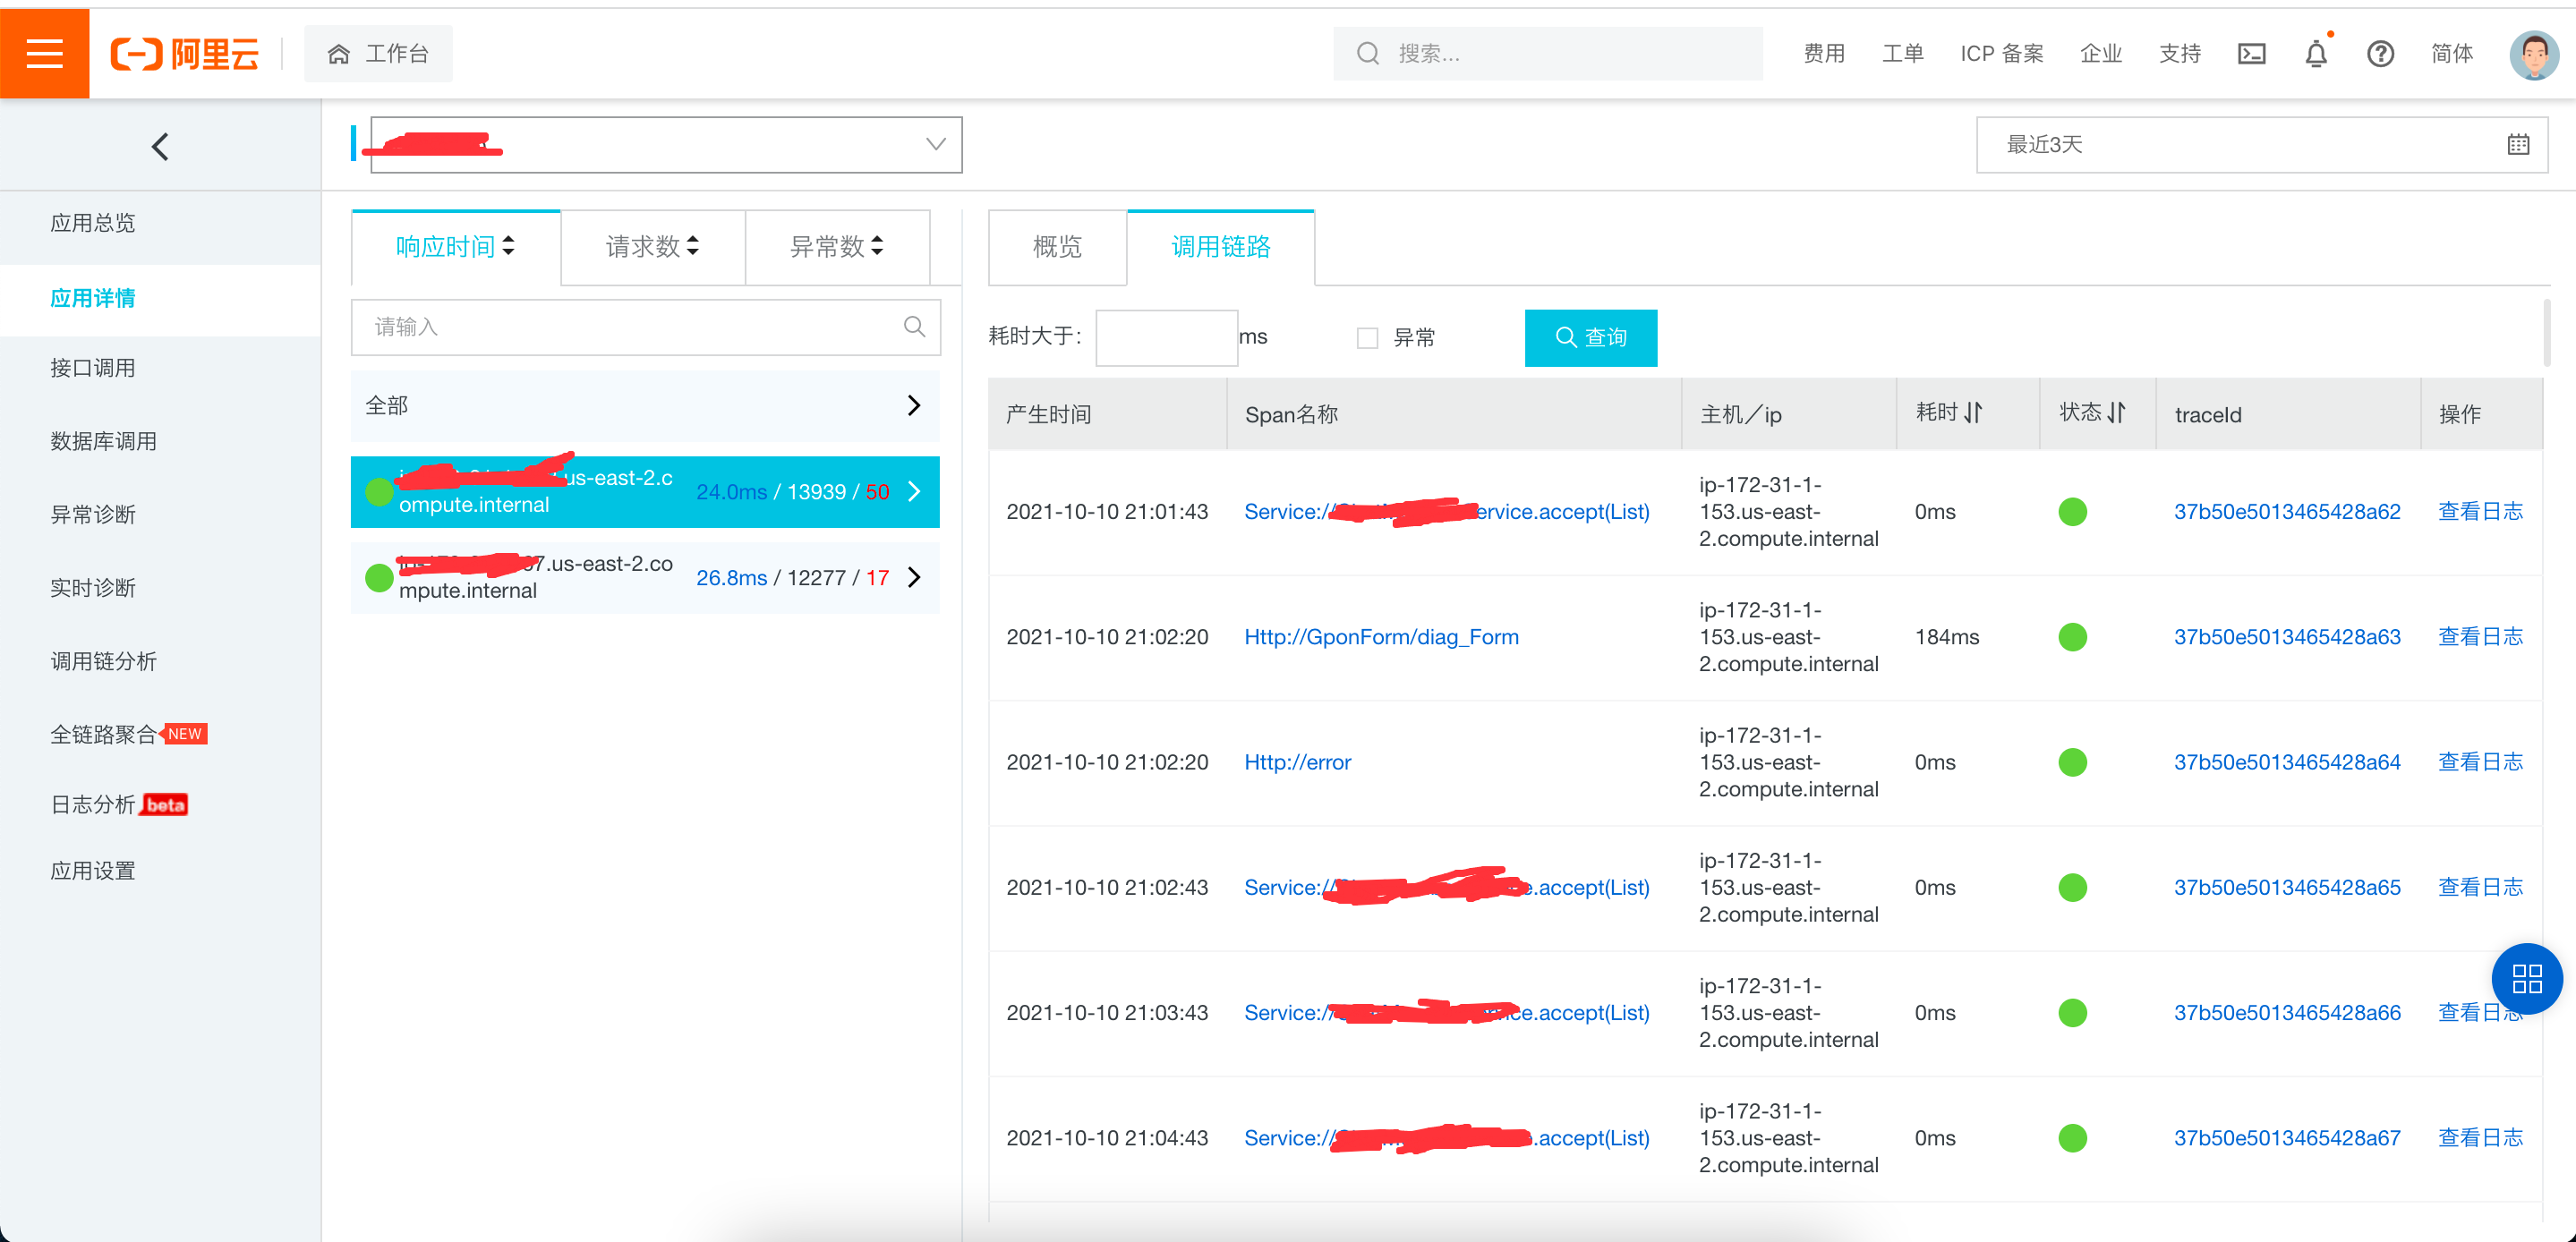 阿里云
工作台
搜索...
费用
工单
ICP 备案
企业
支持
简体
最近3天
应用总览
应用详情
接口调用
数据库调用
异常诊断
实时诊断
调用链分析
全链路聚合 NEW
日志分析 beta
应用设置
响应时间
请求数
异常数
请输入
全部
us-east-2.c
ompute.internal
24.0ms / 13939 / 50
7.us-east-2.co
mpute.internal
26.8ms / 12277 / 17
概览
调用链路
耗时大于:
ms
异常
查询
产生时间 Span名称 主机／ip 耗时 状态 traceId 操作
2021-10-10 21:01:43 Service:// ervice.accept(List)
ip-172-31-1-
153.us-east-
2.compute.internal
0ms 37b50e5013465428a62 查看日志
2021-10-10 21:02:20 Http://GponForm/diag_Form
ip-172-31-1-
153.us-east-
2.compute.internal
184ms 37b50e5013465428a63 查看日志
2021-10-10 21:02:20 Http://error
ip-172-31-1-
153.us-east-
2.compute.internal
0ms 37b50e5013465428a64 查看日志
2021-10-10 21:02:43 Service:// e.accept(List)
ip-172-31-1-
153.us-east-
2.compute.internal
0ms 37b50e5013465428a65 查看日志
2021-10-10 21:03:43 Service:// ce.accept(List)
ip-172-31-1-
153.us-east-
2.compute.internal
0ms 37b50e5013465428a66 查看日志
2021-10-10 21:04:43 Service:// .accept(List)
ip-172-31-1-
153.us-east-
2.compute.internal
0ms 37b50e5013465428a67 查看日志